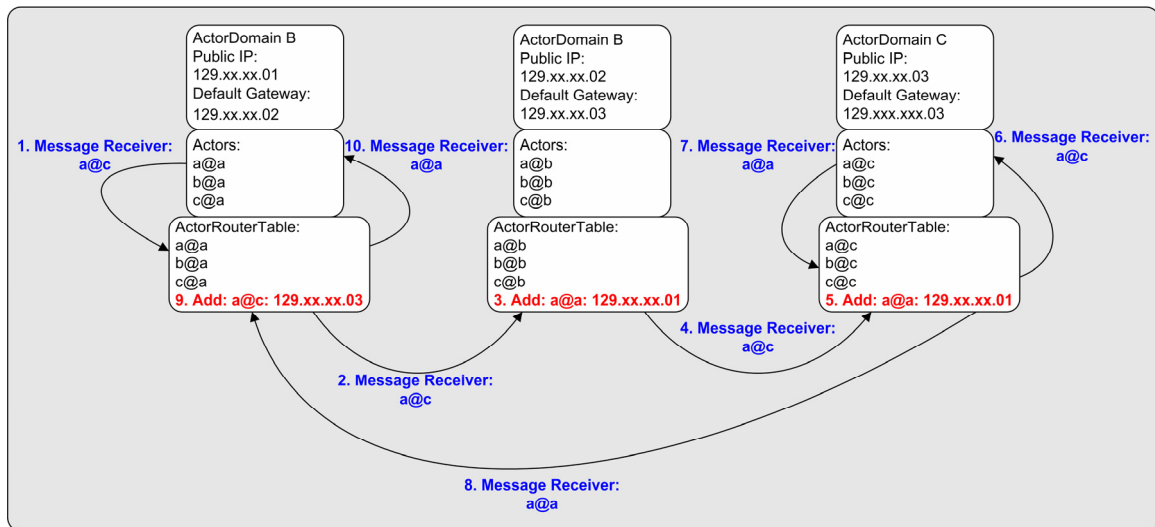 ActorDomain B
Public IP:
129.xx.xx.01
Default Gateway:
129.xx.xx.02
ActorDomain B
Public IP:
129.xx.xx.02
Default Gateway:
129.xx.xx.03
ActorDomain C
Public IP:
129.xx.xx.03
Default Gateway:
129.xxx.xxx.03
1. Message Receiver:
a@c
Actors:
a@a
b@a
c@a
10. Message Receiver:
a@a
Actors:
a@b
b@b
c@b
7. Message Receiver:
a@a
Actors:
a@c
b@c
c@c
6. Message Receiver:
a@c
ActorRouterTable:
a@a
b@a
c@a
9. Add: a@c: 129.xx.xx.03
ActorRouterTable:
a@b
b@b
c@b
3. Add: a@a: 129.xx.xx.01
ActorRouterTable:
a@c
b@c
c@c
5. Add: a@a: 129.xx.xx.01
2. Message Receiver:
a@c
4. Message Receiver:
a@c
8. Message Receiver:
a@a